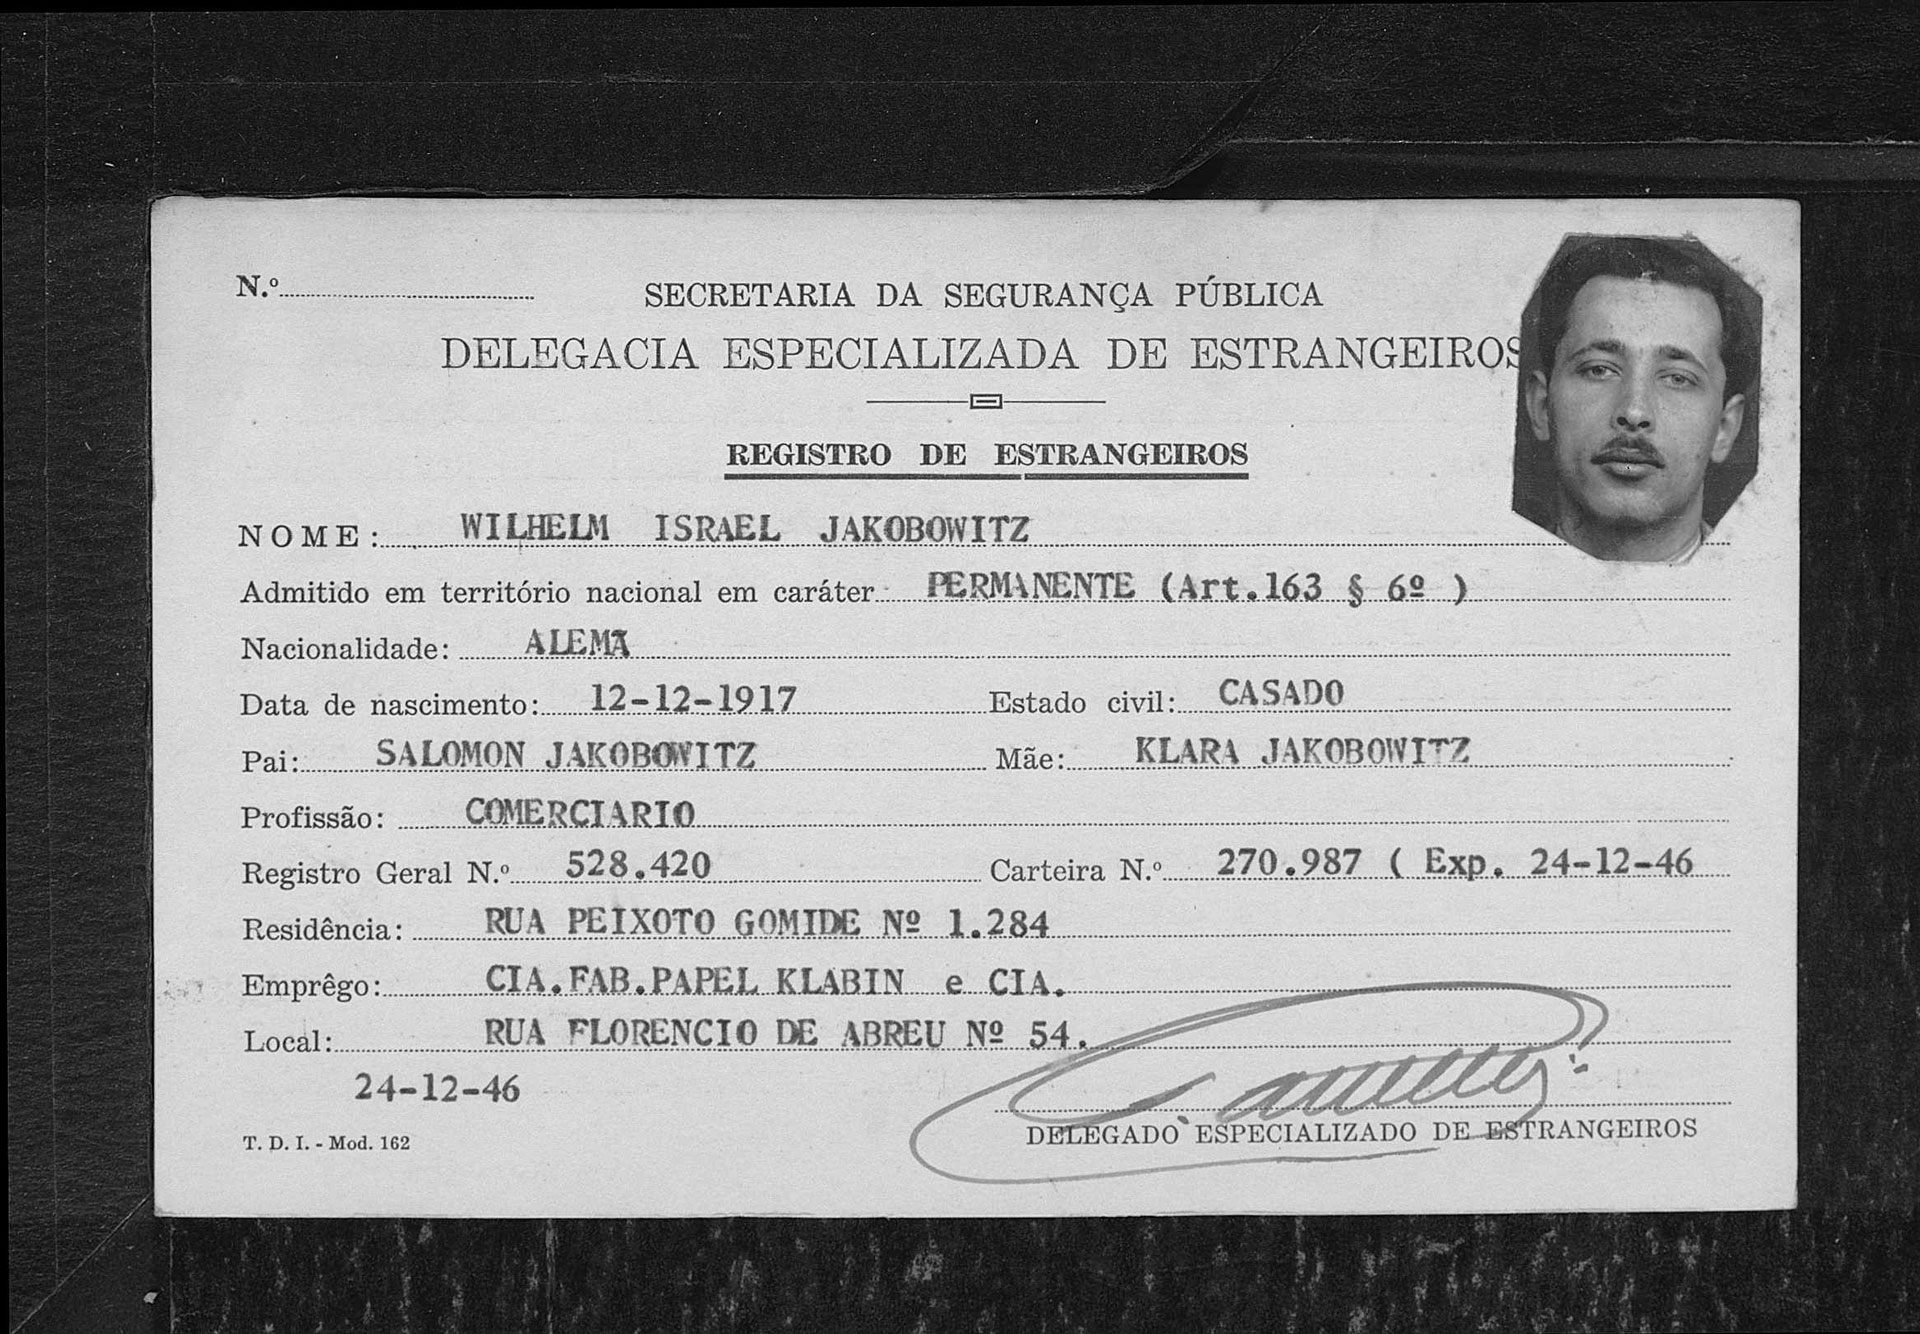 N.º
SECRETARIA DA SEGURANÇA PÚBLICA
DELEGACIA ESPECIALIZADA DE ESTRANGEIROS
REGISTRO DE ESTRANGEIROS
NOME: WILHELM ISRAEL JAKOBOWITZ
Admitido em território nacional em caráter PERMANENTE (Art.163 § 6º )
Nacionalidade: ALEMÃ
Data de nascimento: 12-12-1917 Estado civil: CASADO
Pai: SALOMON JAKOBOWITZ Mãe: KLARA JAKOBOWITZ
Profissão: COMERCIARIO
Registro Geral N.º 528.420 Carteira N.º 270.987 ( Exp. 24-12-46
Residência: RUA PEIXOTO GOMIDE Nº 1.284
Emprêgo: CIA.FAB.PAPEL KLABIN e CIA.
Local: RUA FLORENCIO DE ABREU Nº 54.
24-12-46
DELEGADO ESPECIALIZADO DE ESTRANGEIROS
T. D. I. - Mod. 162